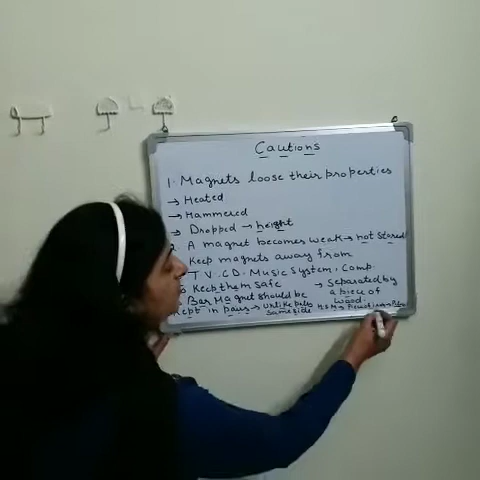 Cautions
1. Magnets loose their properties
→ Heated
→ Hammered
→ Dropped → height
2 A magnet becomes weak → not stored
Keep magnets away from
T.V. CD. Music System, Comp.
Keep them safe → Separated by
Bar Magnet should be a piece of
wood.
Kept in pairs → unlike poles
same side